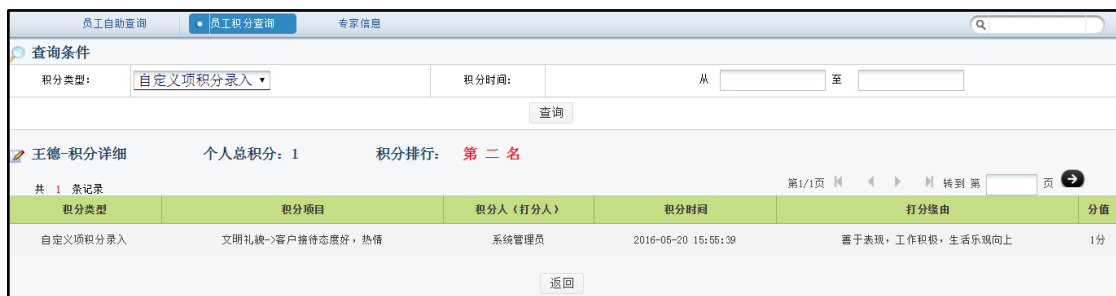 员工自助查询 员工积分查询 专家信息
查询条件
积分类型: 自定义项积分录入 积分时间: 从 至
查询
王德-积分详细 个人总积分:1 积分排行: 第 二 名
共 1 条记录 第1/1页 转到 第 页
积分类型 积分项目 积分人(打分人) 积分时间 打分缘由 分值
自定义项积分录入 文明礼貌->客户接待态度好,热情 系统管理员 2016-05-20 15:55:39 善于表现,工作积极,生活乐观向上 1分
返回